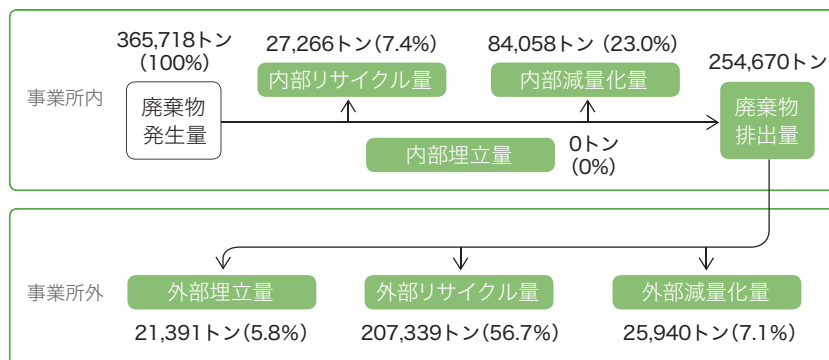 365,718トン
(100%)
27,266トン(7.4%)
84,058トン (23.0%)
254,670トン
事業所内
廃棄物
発生量
内部リサイクル量
内部減量化量
廃棄物
排出量
内部埋立量
0トン
(0%)
事業所外
外部埋立量
外部リサイクル量
外部減量化量
21,391トン(5.8%)
207,339トン(56.7%)
25,940トン(7.1%)